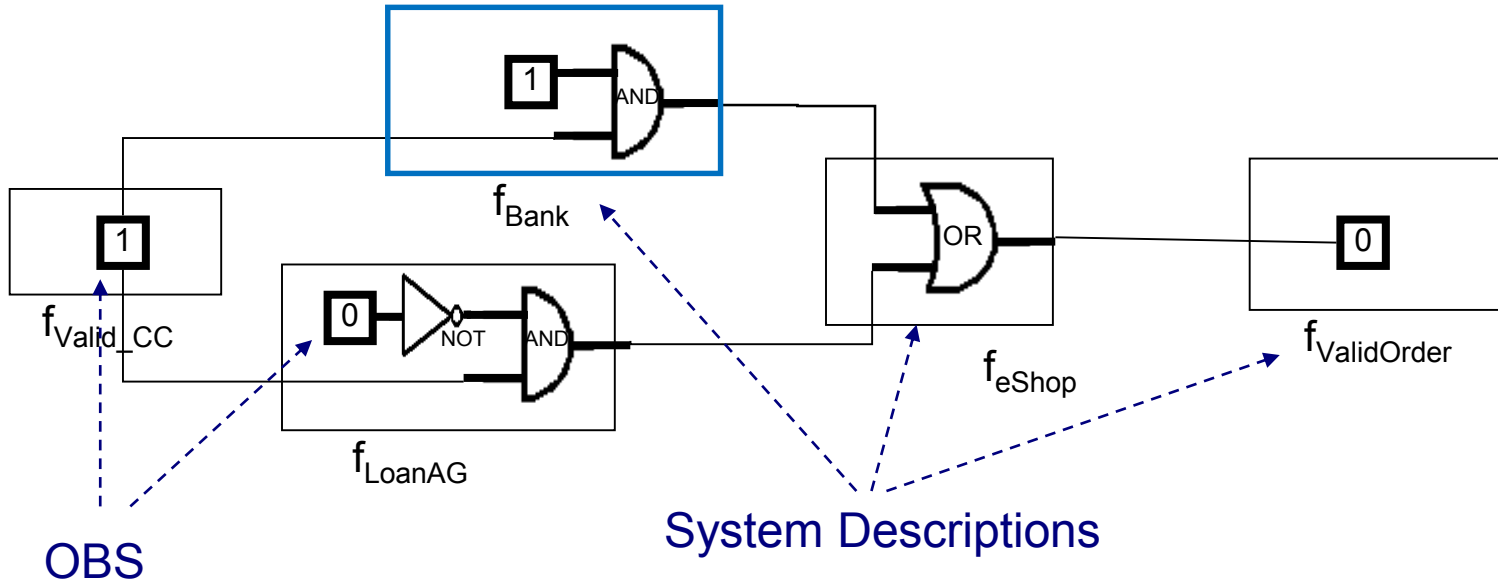 1
AND
f_Bank
1
OR
0
f_Valid_CC
0
NOT
AND
f_ValidOrder
f_eShop
f_LoanAG
System Descriptions
OBS